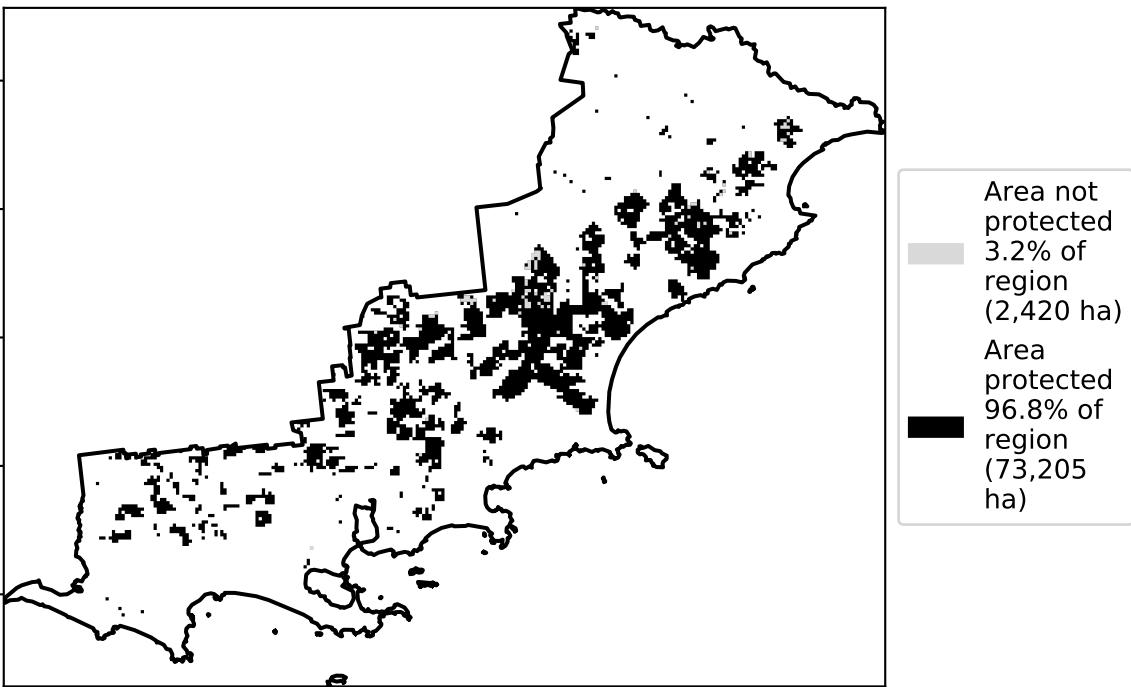 Area not
protected
3.2% of
region
(2,420 ha)
Area
protected
96.8% of
region
(73,205
ha)